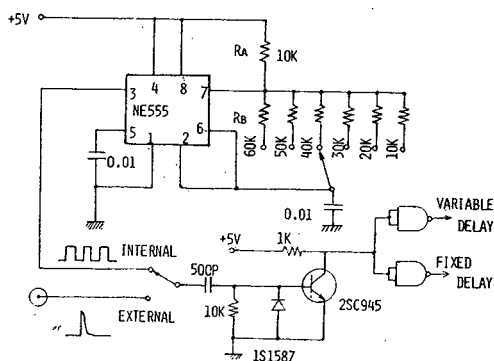 +5V
RA 10K
4 8
3 7
NE555
RB
5 1 2 6
60K 50K 40K 30K 20K 10K
0.01
0.01
VARIABLE
DELAY
+5V 1K
INTERNAL
500P
FIXED
DELAY
2SC945
10K
EXTERNAL
1S1587